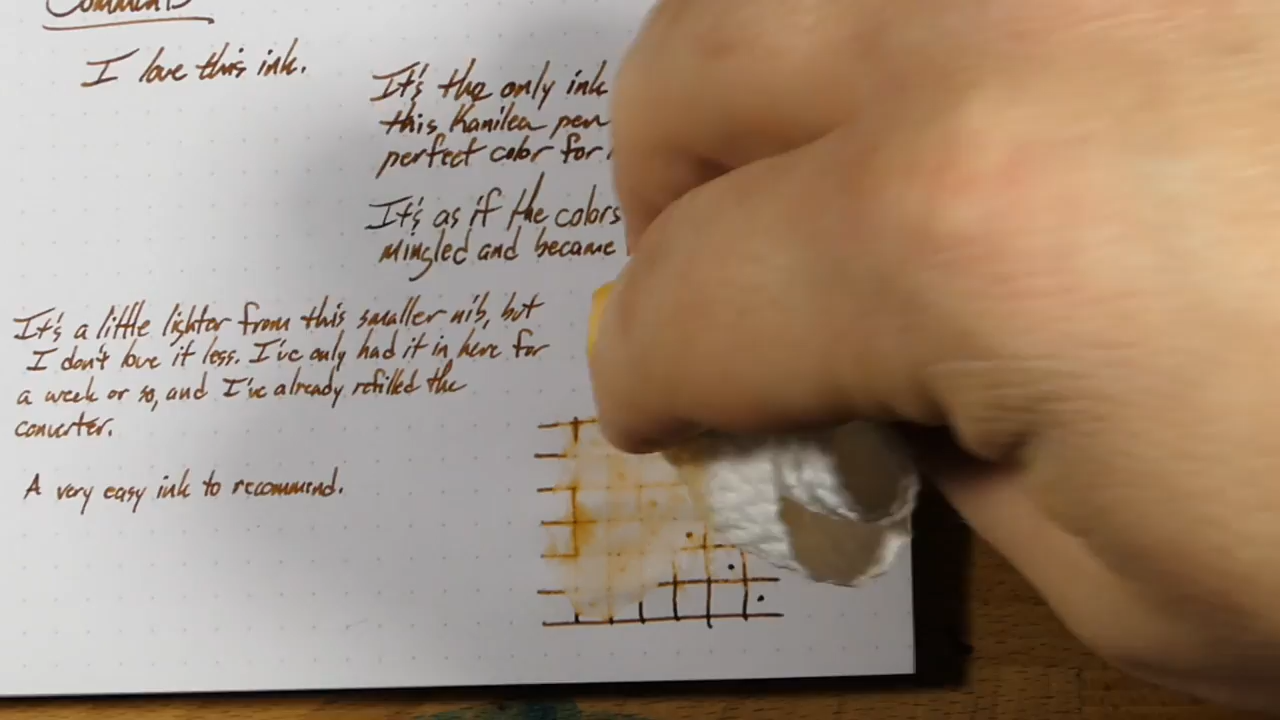 Comments
I love this ink.
It's the only ink
this Kanilea pen
perfect color for
It's as if the colors
mingled and became
It's a little lighter from this smaller nib, but
I don't love it less. I've only had it in here for
a week or so, and I've already refilled the
converter.
A very easy ink to recommend.